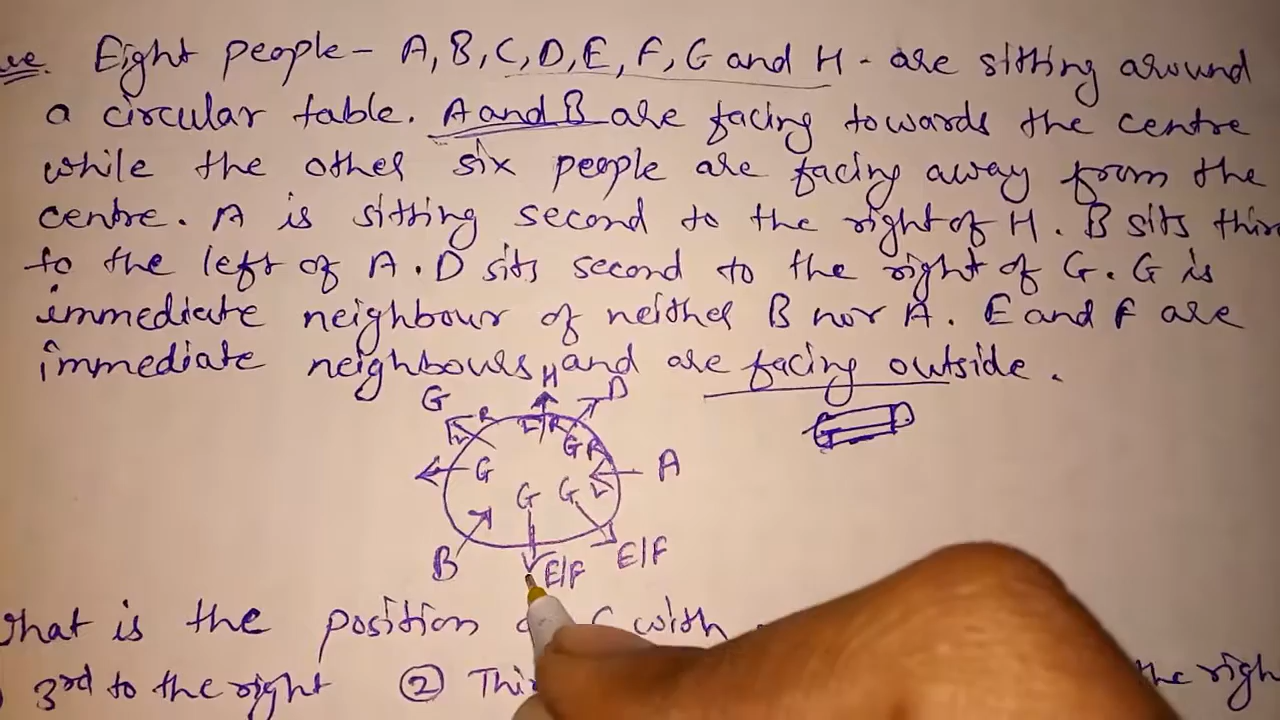 Eight people - A, B, C, D, E, F, G and H - are sitting around
a circular table. A and B are facing towards the centre
while the other six people are facing away from the
centre. A is sitting second to the right of H. B sits
to the left of A. D sits second to the right of G. G is
immediate neighbour of neither B nor A. E and F are
immediate neighbours, and are facing outside.
H
G D
L R
R
G R
G A
G G L
B E/F
E/F
What is the position C with
3rd to the right ② the